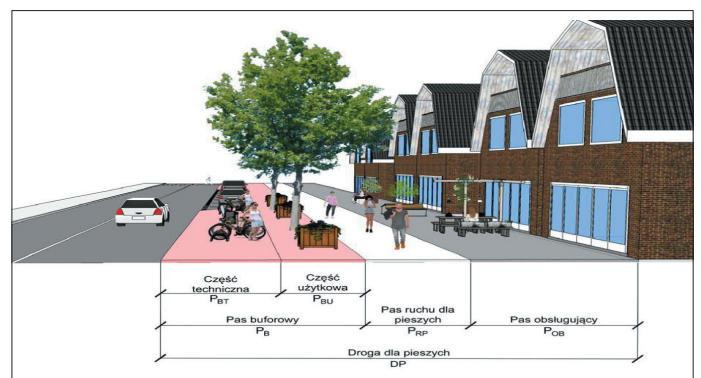 Część
techniczna
P_BT
Część
użytkowa
P_BU
Pas buforowy
P_B
Pas ruchu dla
pieszych
P_RP
Pas obsługujący
P_OB
Droga dla pieszych
DP